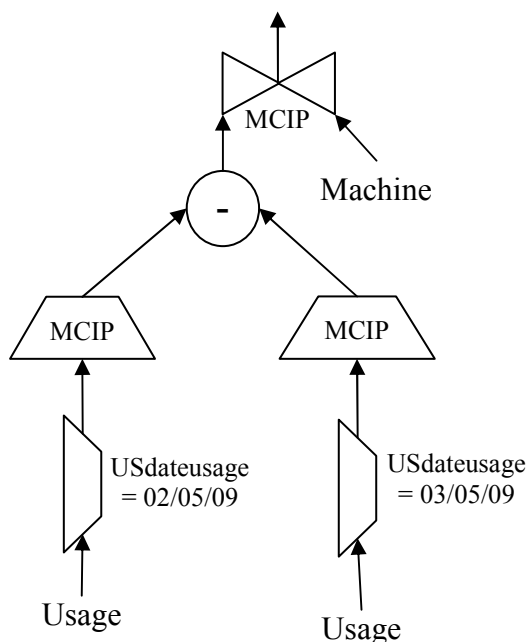 MCIP
Machine
-
MCIP
MCIP
USdateusage
= 02/05/09
USdateusage
= 03/05/09
Usage
Usage